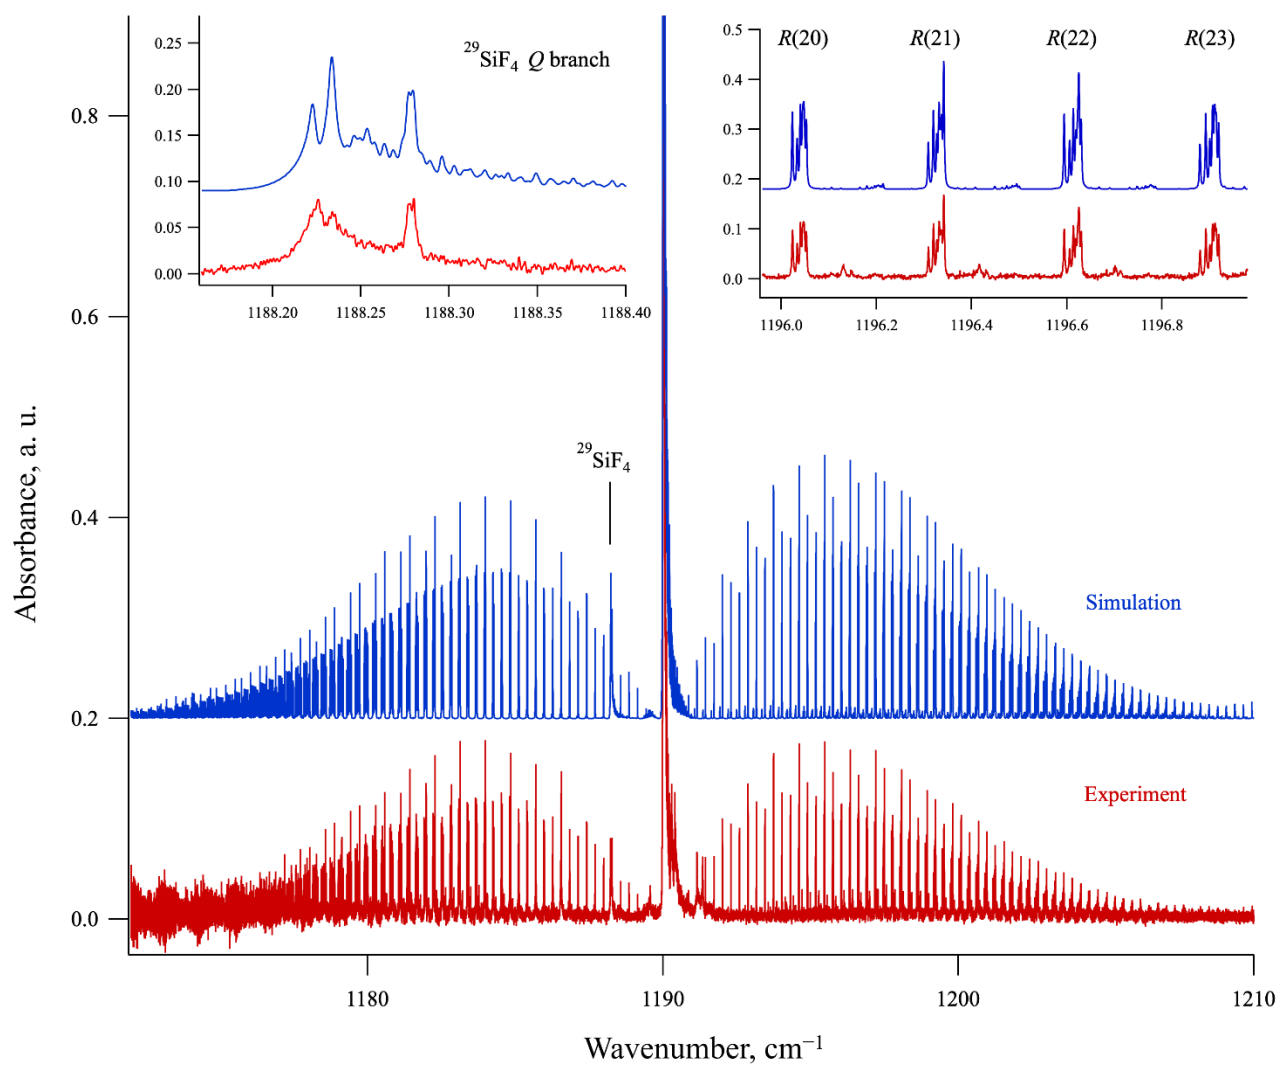 ²⁹SiF₄ Q branch
0.25
0.20
0.15
0.10
0.05
0.00
1188.20 1188.25 1188.30 1188.35 1188.40
R(20) R(21) R(22) R(23)
0.5
0.4
0.3
0.2
0.1
0.0
1196.0 1196.2 1196.4 1196.6 1196.8
0.8
0.6
0.4
0.2
0.0
Absorbance, a. u.
²⁹SiF₄
Simulation
Experiment
1180 1190 1200 1210
Wavenumber, cm⁻¹